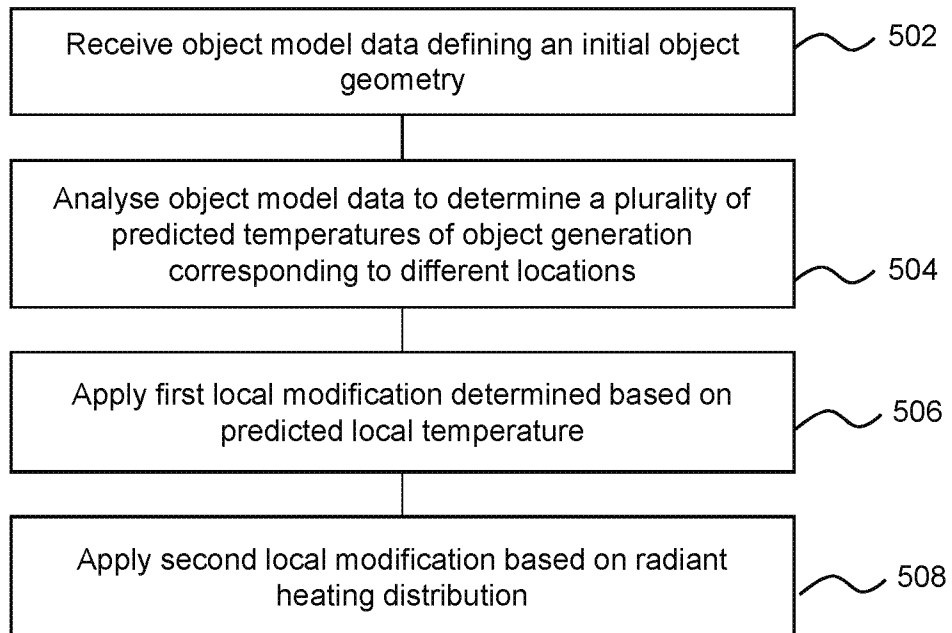 Receive object model data defining an initial object
geometry
502
Analyse object model data to determine a plurality of
predicted temperatures of object generation
corresponding to different locations
504
Apply first local modification determined based on
predicted local temperature
506
Apply second local modification based on radiant
heating distribution
508